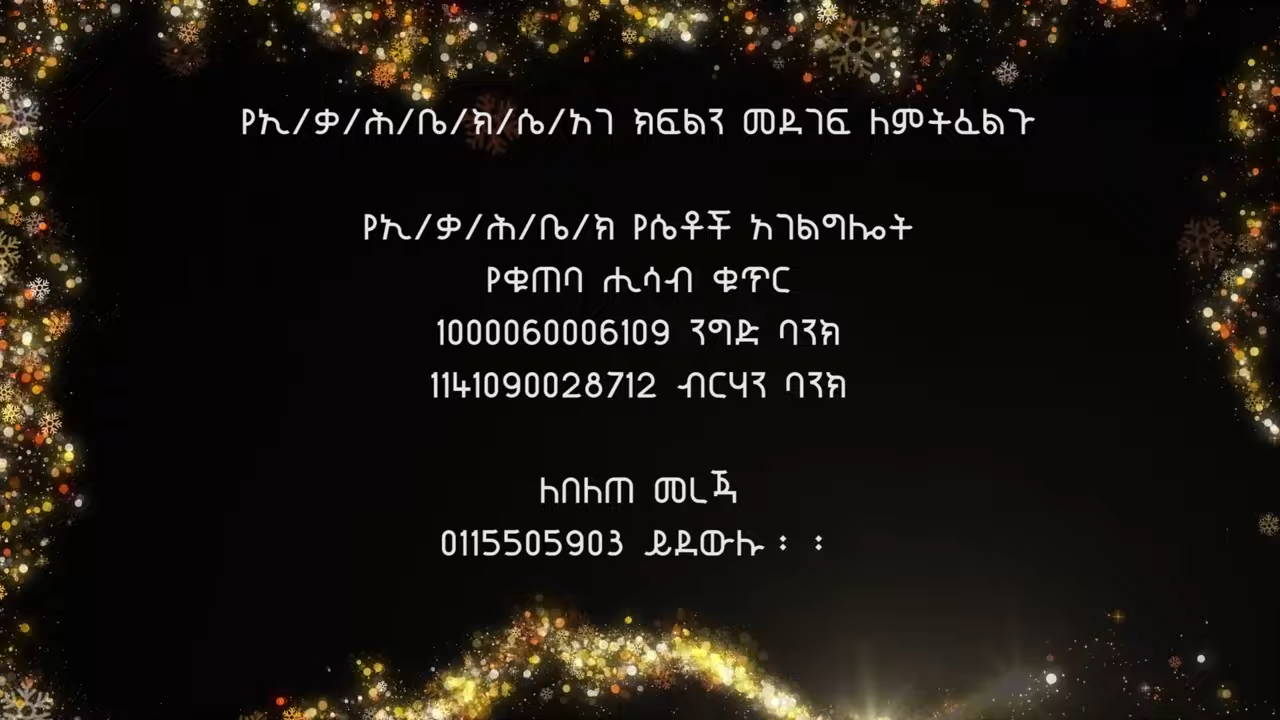 የኢ/ቃ/ሕ/ቤ/ክ/ሴ/አገ ክፍልን መደገፍ ለምትፈልጉ
የኢ/ቃ/ሕ/ቤ/ክ የሴቶች አገልግሎት
የቁጠባ ሒሳብ ቁጥር
1000060006109 ንግድ ባንክ
1141090028712 ብርሃን ባንክ
ለበለጠ መረጃ
0115505903 ይደውሉ፡ ፡